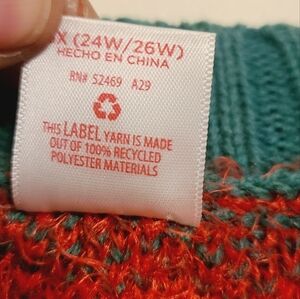 X (24W/26W)
HECHO EN CHINA
RN# 52469 A29
THIS LABEL YARN IS MADE
OUT OF 100% RECYCLED
POLYESTER MATERIALS